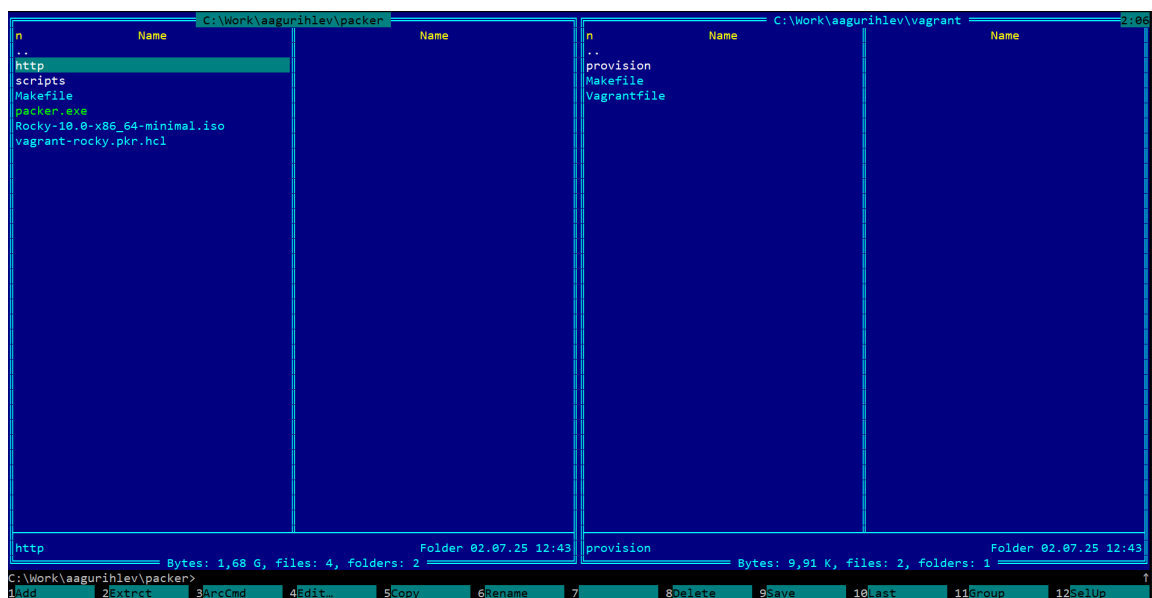 C:\Work\aagurihlev\packer
n Name Name
..
http
scripts
Makefile
packer.exe
Rocky-10.0-x86_64-minimal.iso
vagrant-rocky.pkr.hcl
http Folder 02.07.25 12:43
Bytes: 1,68 G, files: 4, folders: 2
C:\Work\aagurihlev\vagrant 2:06
n Name Name
..
provision
Makefile
Vagrantfile
provision Folder 02.07.25 12:43
Bytes: 9,91 K, files: 2, folders: 1
C:\Work\aagurihlev\packer> ↑
1Add 2Extrct 3ArcCmd 4Edit… 5Copy 6Rename 7 8Delete 9Save 10Last 11Group 12SelUp